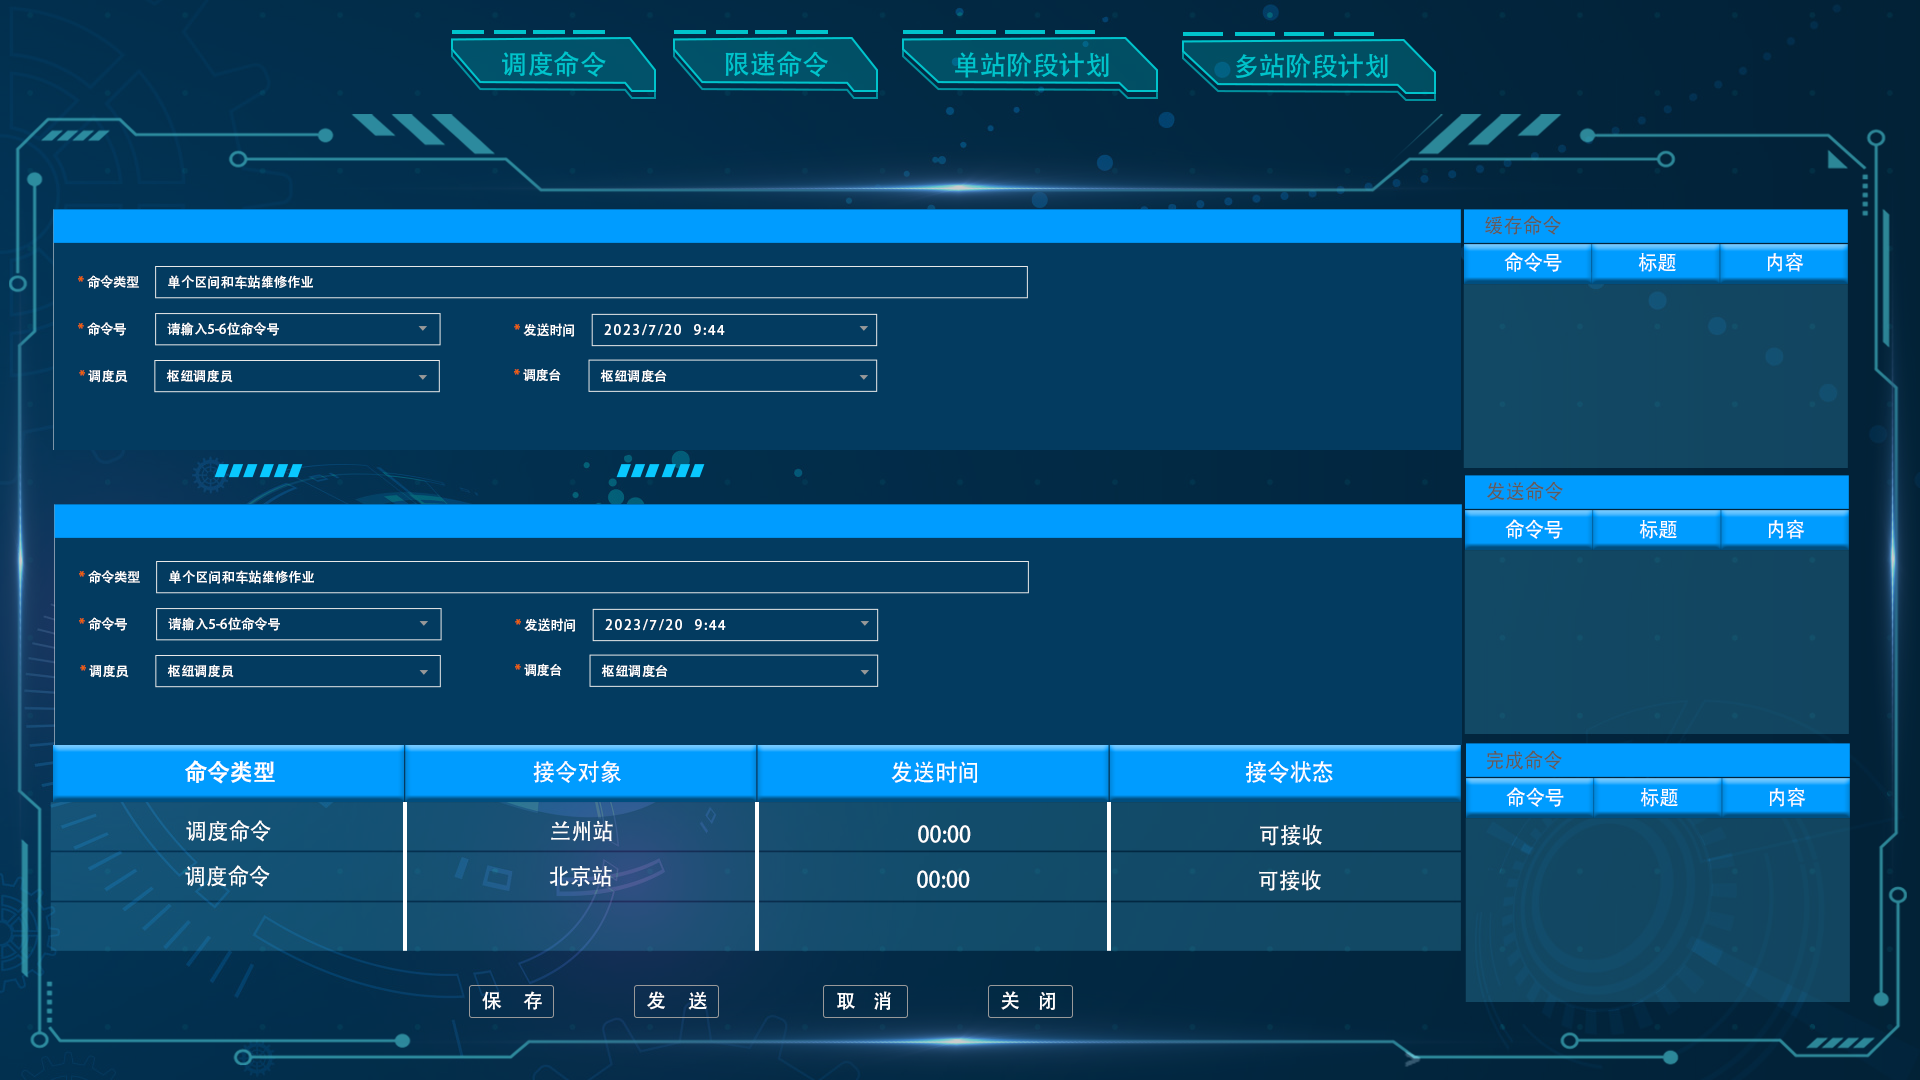 调度命令 限速命令 单站阶段计划 多站阶段计划
*命令类型 单个区间和车站维修作业
*命令号 请输入5-6位命令号 *发送时间 2023/7/20 9:44
*调度员 枢纽调度员 *调度台 枢纽调度台
缓存命令
命令号 标题 内容
*命令类型 单个区间和车站维修作业
*命令号 请输入5-6位命令号 *发送时间 2023/7/20 9:44
*调度员 枢纽调度员 *调度台 枢纽调度台
发送命令
命令号 标题 内容
命令类型 接令对象 发送时间 接令状态
调度命令 兰州站 00:00 可接收
调度命令 北京站 00:00 可接收
完成命令
命令号 标题 内容
保 存 发 送 取 消 关 闭